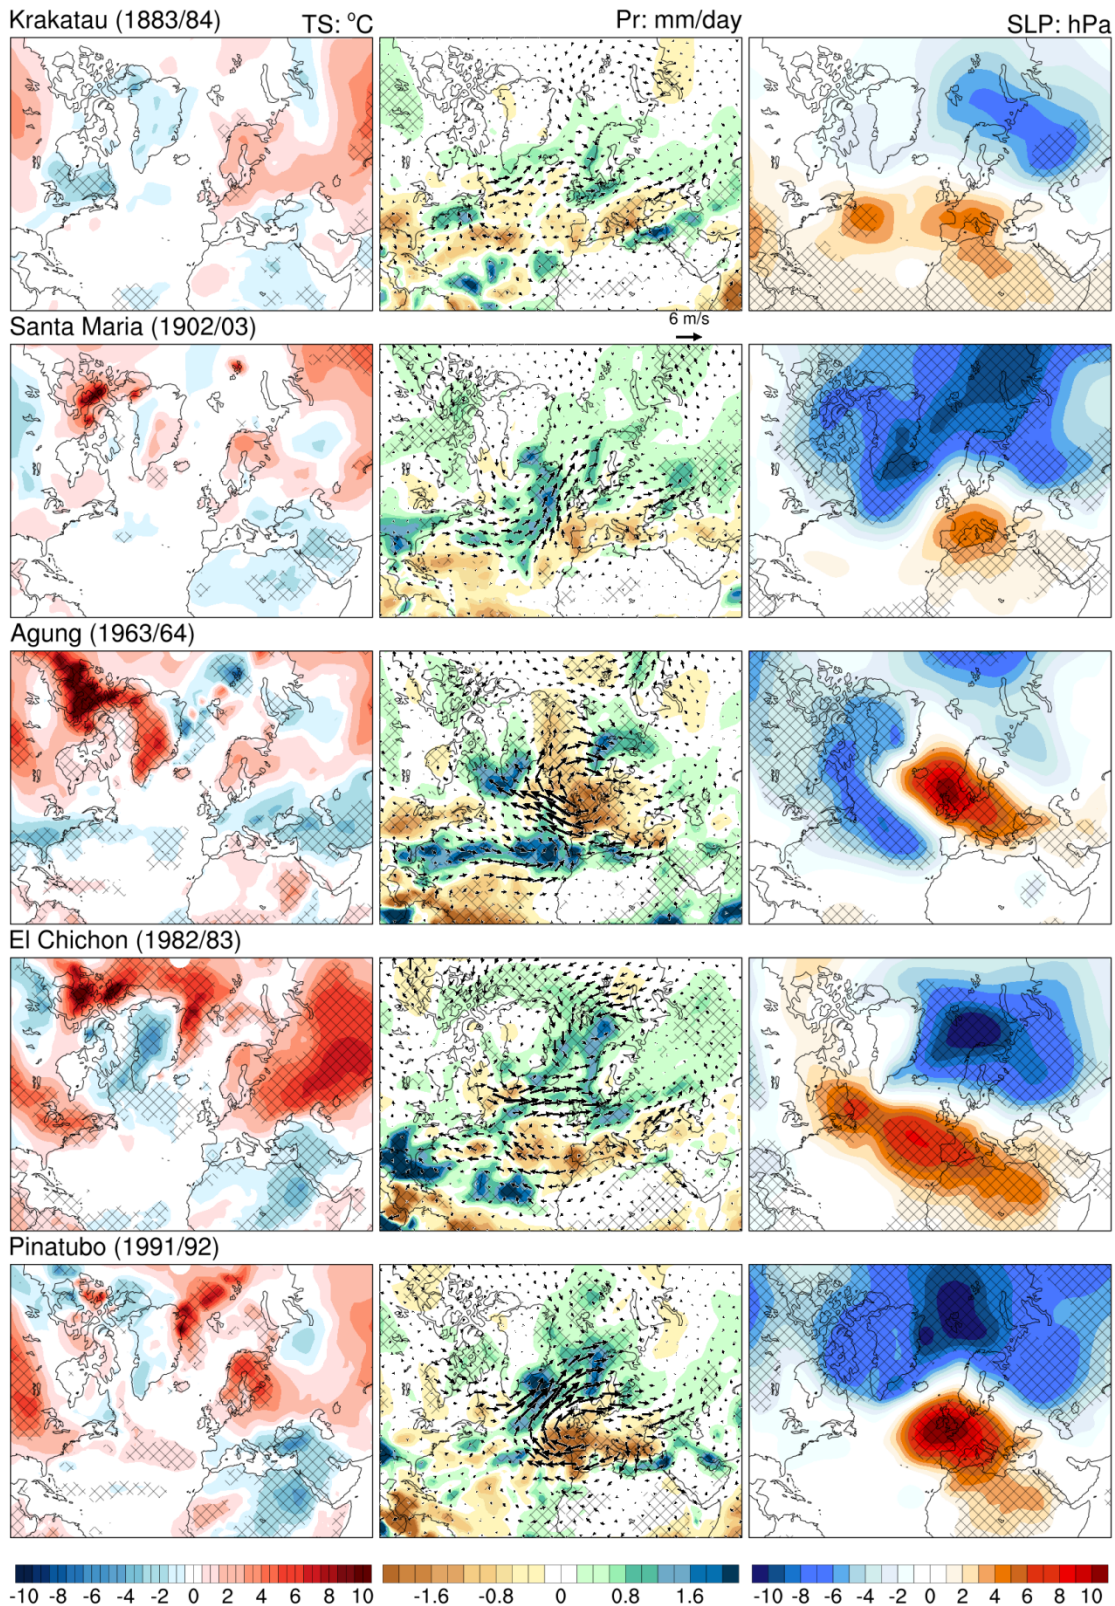 Krakatau (1883/84) TS: °C Pr: mm/day SLP: hPa
6 m/s
Santa Maria (1902/03)
Agung (1963/64)
El Chichon (1982/83)
Pinatubo (1991/92)
-10 -8 -6 -4 -2 0 2 4 6 8 10 -1.6 -0.8 0 0.8 1.6 -10 -8 -6 -4 -2 0 2 4 6 8 10